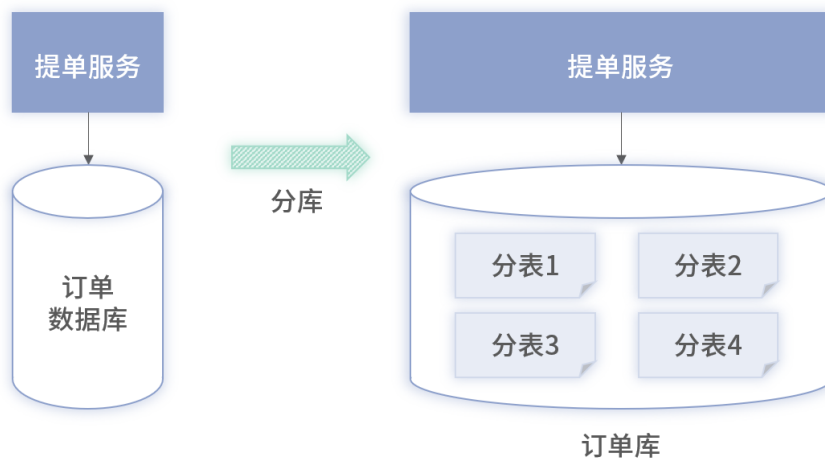 提单服务
提单服务
分库
订单
数据库
分表1
分表2
分表3
分表4
订单库